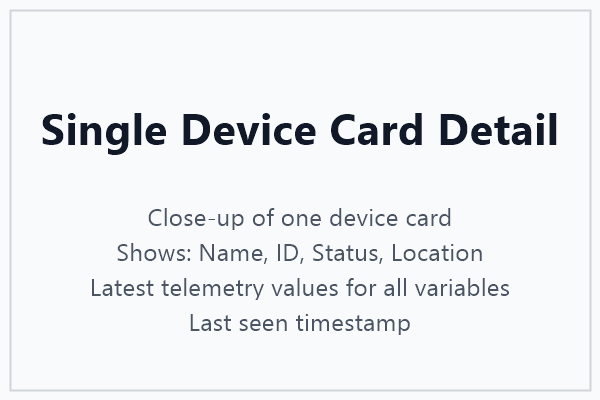 Single Device Card Detail
Close-up of one device card
Shows: Name, ID, Status, Location
Latest telemetry values for all variables
Last seen timestamp